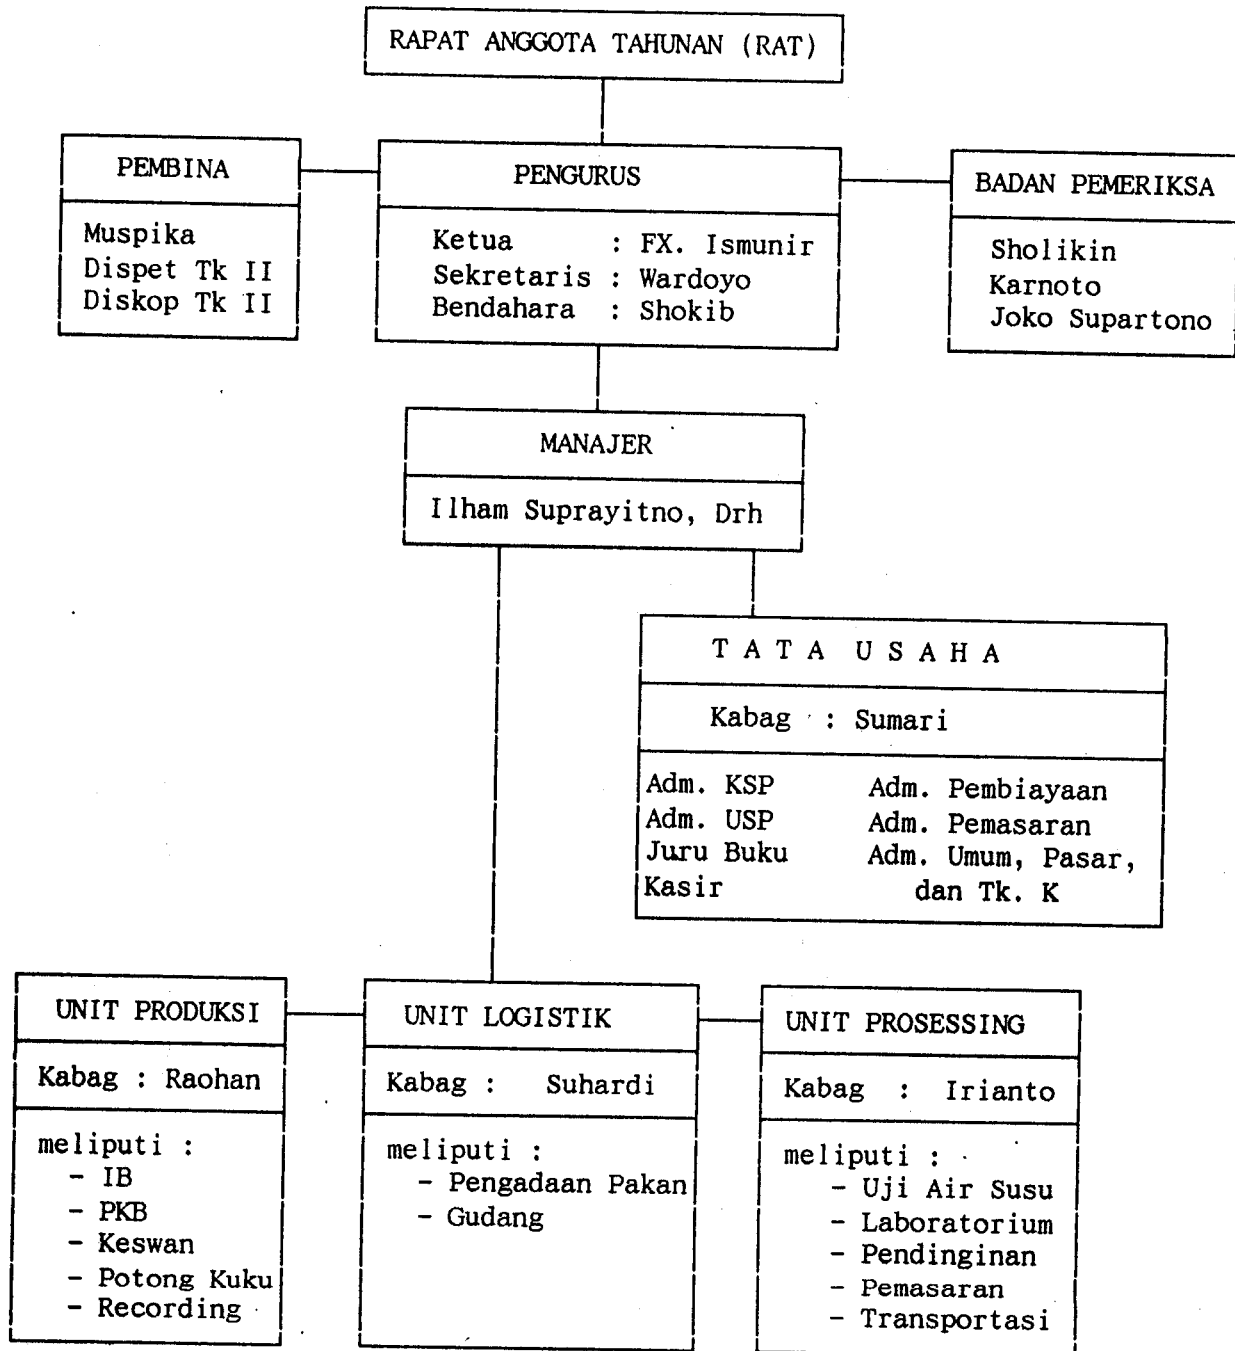 RAPAT ANGGOTA TAHUNAN (RAT)
PEMBINA
Muspika
Dispet Tk II
Diskop Tk II
PENGURUS
Ketua : FX. Ismunir
Sekretaris : Wardoyo
Bendahara : Shokib
BADAN PEMERIKSA
Sholikin
Karnoto
Joko Supartono
MANAJER
Ilham Suprayitno, Drh
T A T A U S A H A
Kabag : Sumari
Adm. KSP
Adm. USP
Juru Buku
Kasir
Adm. Pembiayaan
Adm. Pemasaran
Adm. Umum, Pasar,
dan Tk. K
UNIT PRODUKSI
Kabag : Raohan
meliputi :
- IB
- PKB
- Keswan
- Potong Kuku
- Recording
UNIT LOGISTIK
Kabag : Suhardi
meliputi :
- Pengadaan Pakan
- Gudang
UNIT PROSESSING
Kabag : Irianto
meliputi :
- Uji Air Susu
- Laboratorium
- Pendinginan
- Pemasaran
- Transportasi